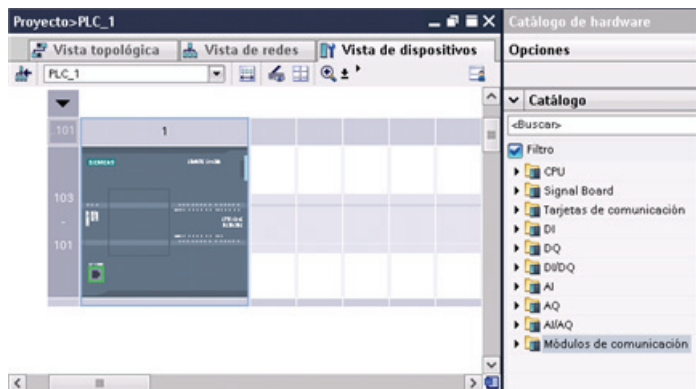 Proyecto>PLC_1
Vista topológica
Vista de redes
Vista de dispositivos
PLC_1
101
1
SIEMENS
103
-
101
Catálogo de hardware
Opciones
Catálogo
<Buscar>
Filtro
CPU
Signal Board
Tarjetas de comunicación
DI
DQ
DI/DQ
AI
AQ
AI/AQ
Módulos de comunicación